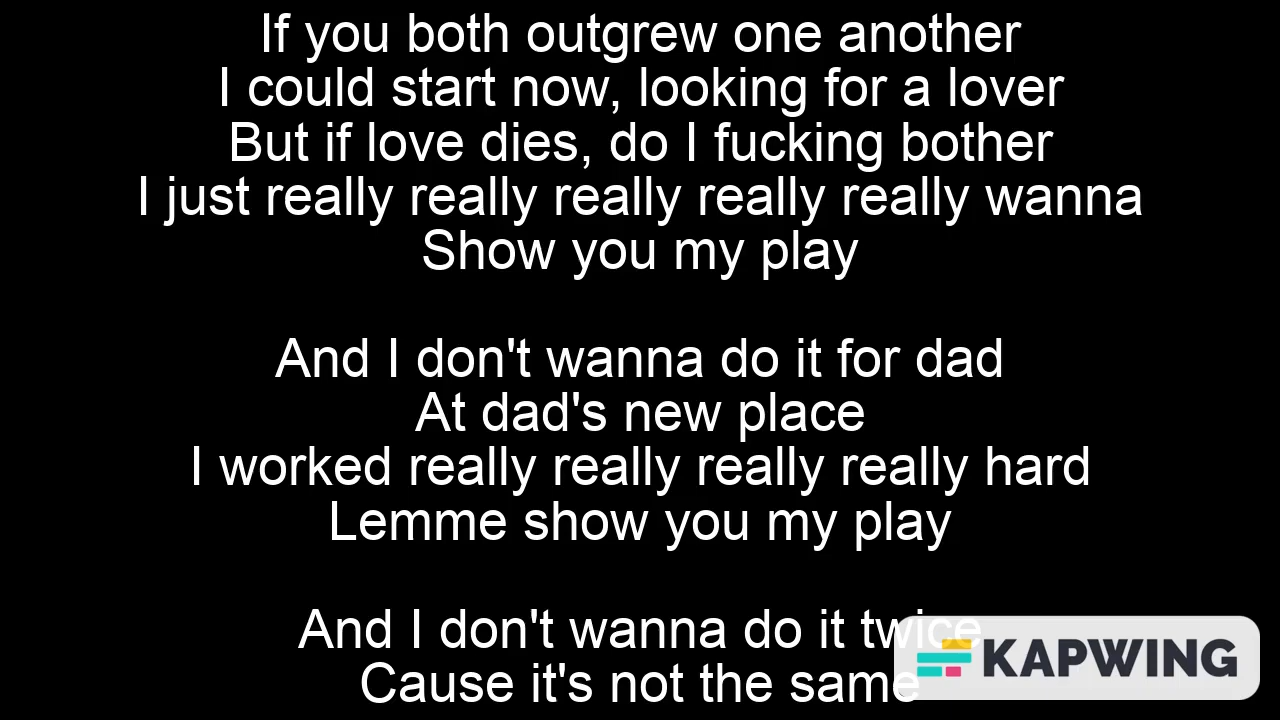 If you both outgrew one another
I could start now, looking for a lover
But if love dies, do I fucking bother
I just really really really really really wanna
Show you my play
And I don't wanna do it for dad
At dad's new place
I worked really really really really hard
Lemme show you my play
And I don't wanna do it twice
Cause it's not the same
KAPWING